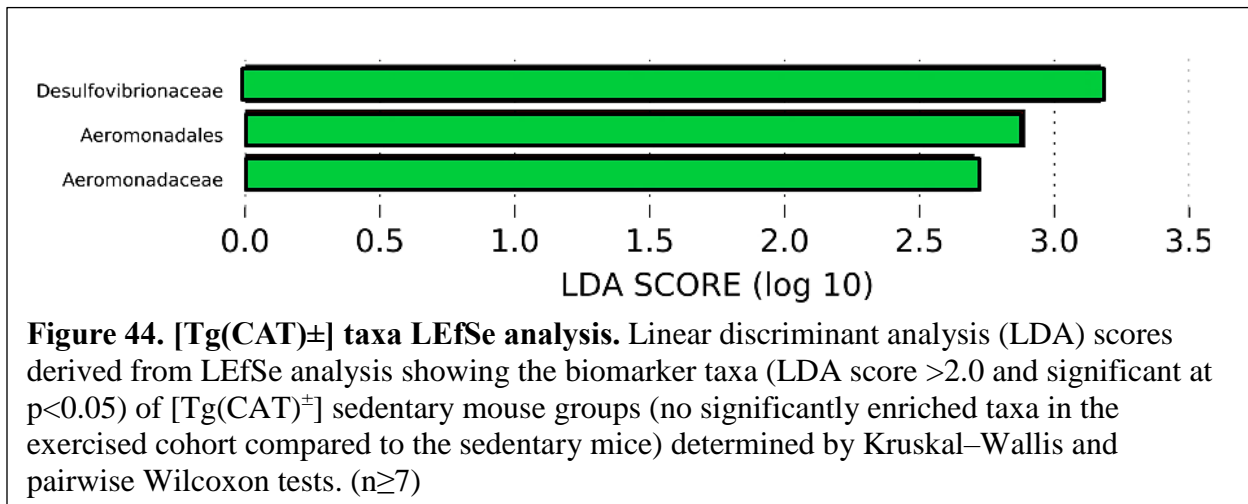 Desulfovibrionaceae
Aeromonadales
Aeromonadaceae
0.0 0.5 1.0 1.5 2.0 2.5 3.0 3.5
LDA SCORE (log 10)
Figure 44. [Tg(CAT)±] taxa LEfSe analysis. Linear discriminant analysis (LDA) scores
derived from LEfSe analysis showing the biomarker taxa (LDA score >2.0 and significant at
p<0.05) of [Tg(CAT)±] sedentary mouse groups (no significantly enriched taxa in the
exercised cohort compared to the sedentary mice) determined by Kruskal–Wallis and
pairwise Wilcoxon tests. (n≥7)